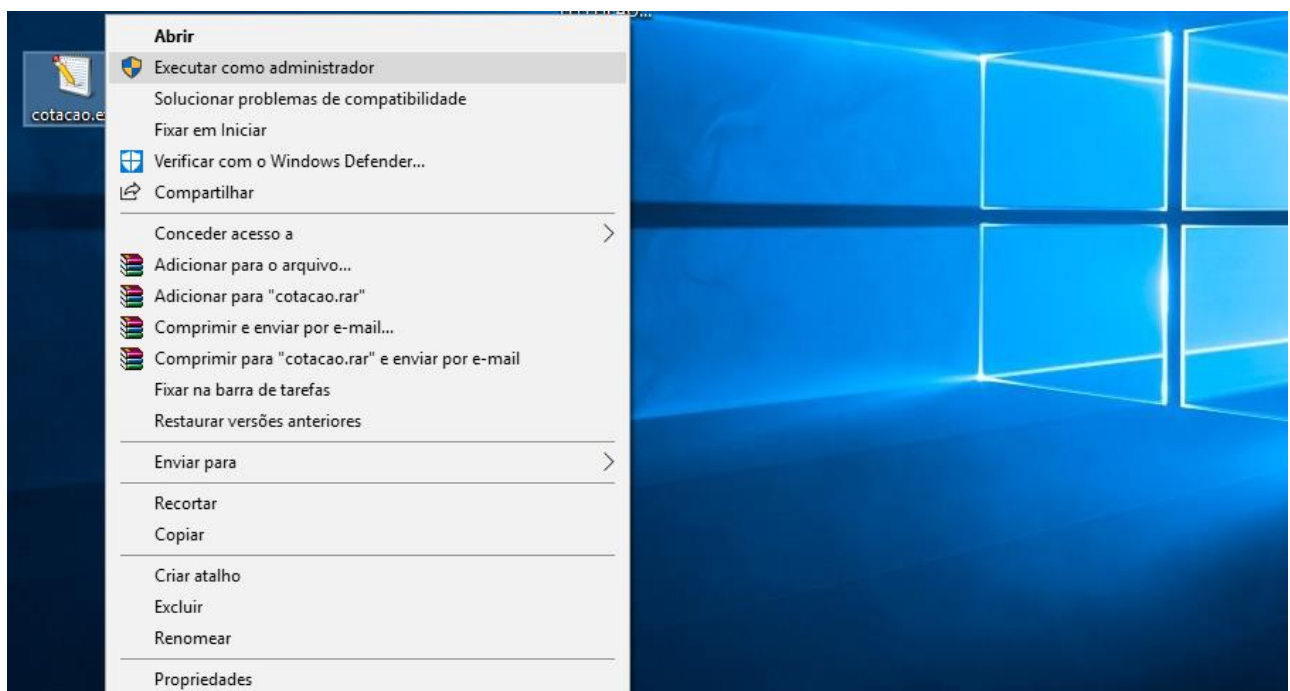 cotacao.e
Abrir
Executar como administrador
Solucionar problemas de compatibilidade
Fixar em Iniciar
Verificar com o Windows Defender...
Compartilhar
Conceder acesso a
Adicionar para o arquivo...
Adicionar para "cotacao.rar"
Comprimir e enviar por e-mail...
Comprimir para "cotacao.rar" e enviar por e-mail
Fixar na barra de tarefas
Restaurar versões anteriores
Enviar para
Recortar
Copiar
Criar atalho
Excluir
Renomear
Propriedades